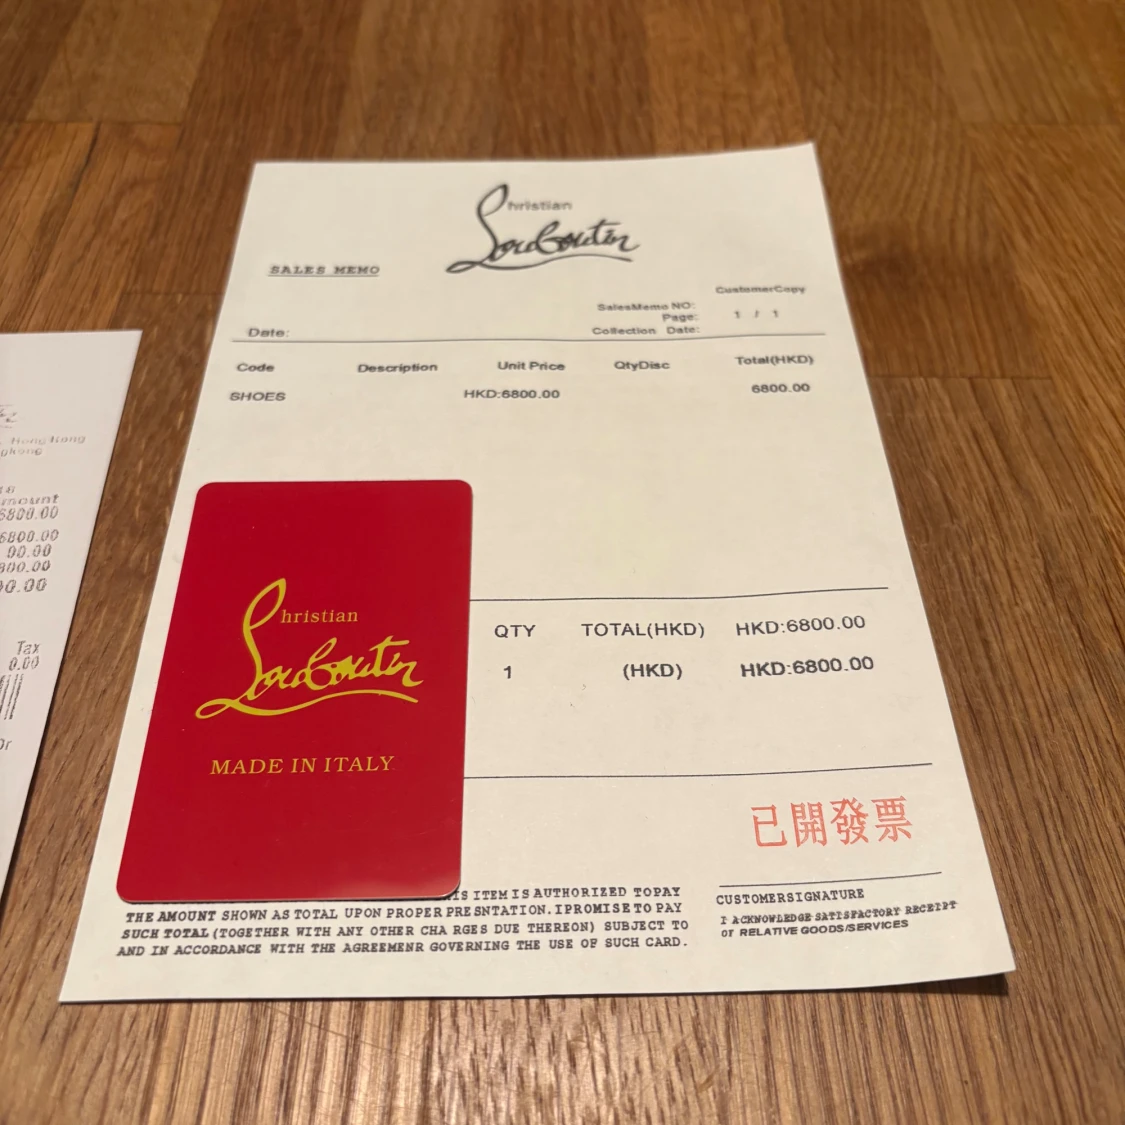 Christian
Louboutin
SALES MEMO
CustomerCopy
SalesMemo NO:
Page: 1 / 1
Date: Collection Date:
Code Description Unit Price QtyDisc Total(HKD)
SHOES HKD:6800.00 6800.00
QTY TOTAL(HKD) HKD:6800.00
1 (HKD) HKD:6800.00
已開發票
IS ITEM IS AUTHORIZED TOPAY
THE AMOUNT SHOWN AS TOTAL UPON PROPER PRESNTATION. IPROMISE TO PAY
SUCH TOTAL (TOGETHER WITH ANY OTHER CHA RGES DUE THEREON) SUBJECT TO
AND IN ACCORDANCE WITH THE AGREEMENR GOVERNING THE USE OF SUCH CARD.
CUSTOMERSIGNATURE
I ACKNOWLEDGE SATISFACTORY RECEIPT
OF RELATIVE GOODS/SERVICES
Christian
Louboutin
MADE IN ITALY
Hong Kong
mount
6800.00
6800.00
00.00
Tax
0.00